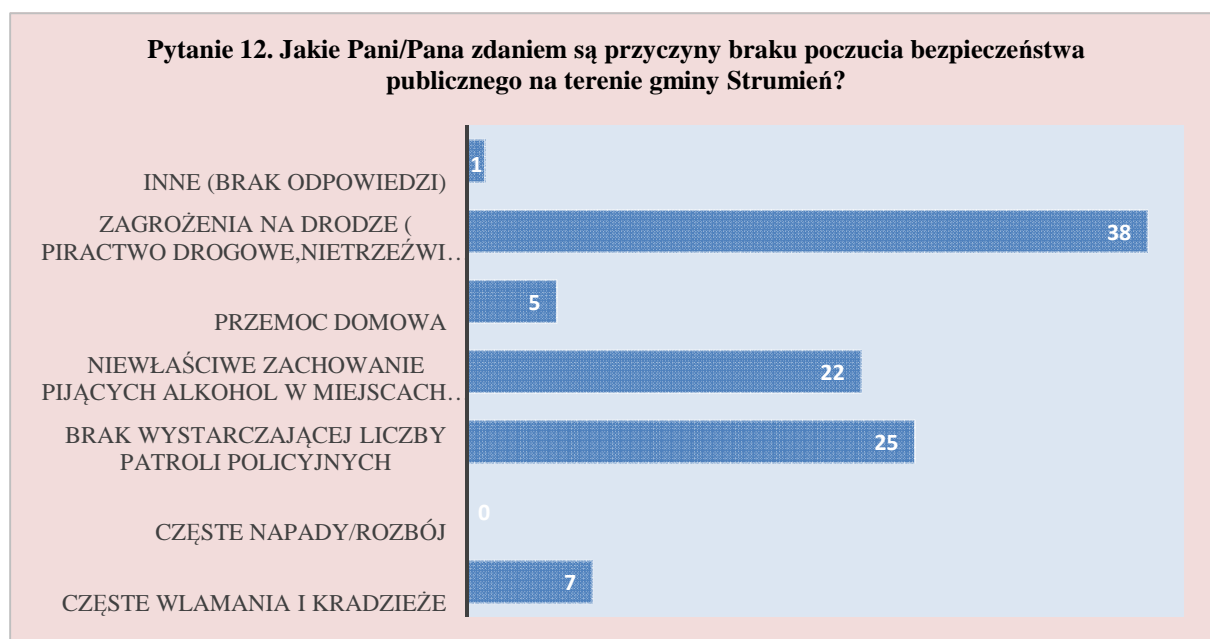 Pytanie 12. Jakie Pani/Pana zdaniem są przyczyny braku poczucia bezpieczeństwa
publicznego na terenie gminy Strumień?
1
INNE (BRAK ODPOWIEDZI)
ZAGROŻENIA NA DRODZE (
PIRACTWO DROGOWE,NIETRZEŹWI…
38
5
PRZEMOC DOMOWA
NIEWŁAŚCIWE ZACHOWANIE
PIJĄCYCH ALKOHOL W MIEJSCACH…
22
BRAK WYSTARCZAJĄCEJ LICZBY
PATROLI POLICYJNYCH
25
0
CZĘSTE NAPADY/ROZBÓJ
7
CZĘSTE WLAMANIA I KRADZIEŻE